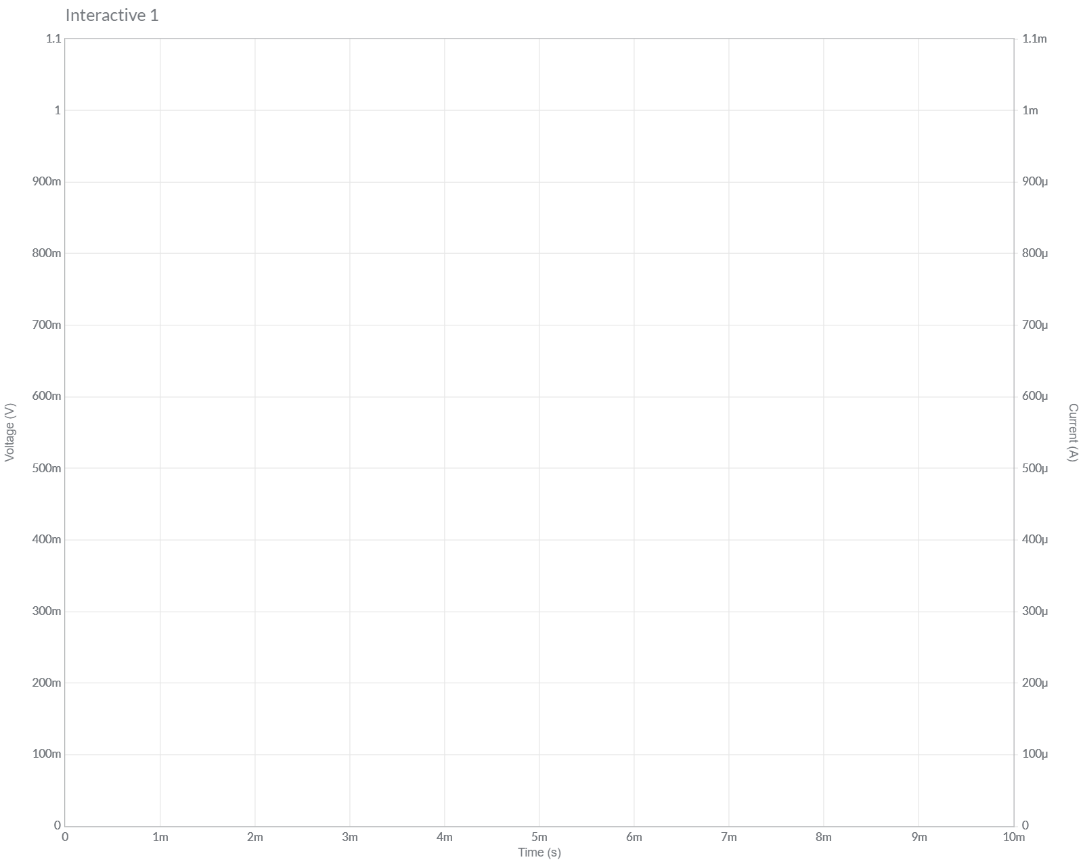 Interactive 1
1.1
1
900m
800m
700m
600m
500m
400m
300m
200m
100m
0
Voltage (V)
1.1m
1m
900µ
800µ
700µ
600µ
500µ
400µ
300µ
200µ
100µ
0
Current (A)
0 1m 2m 3m 4m 5m 6m 7m 8m 9m 10m
Time (s)